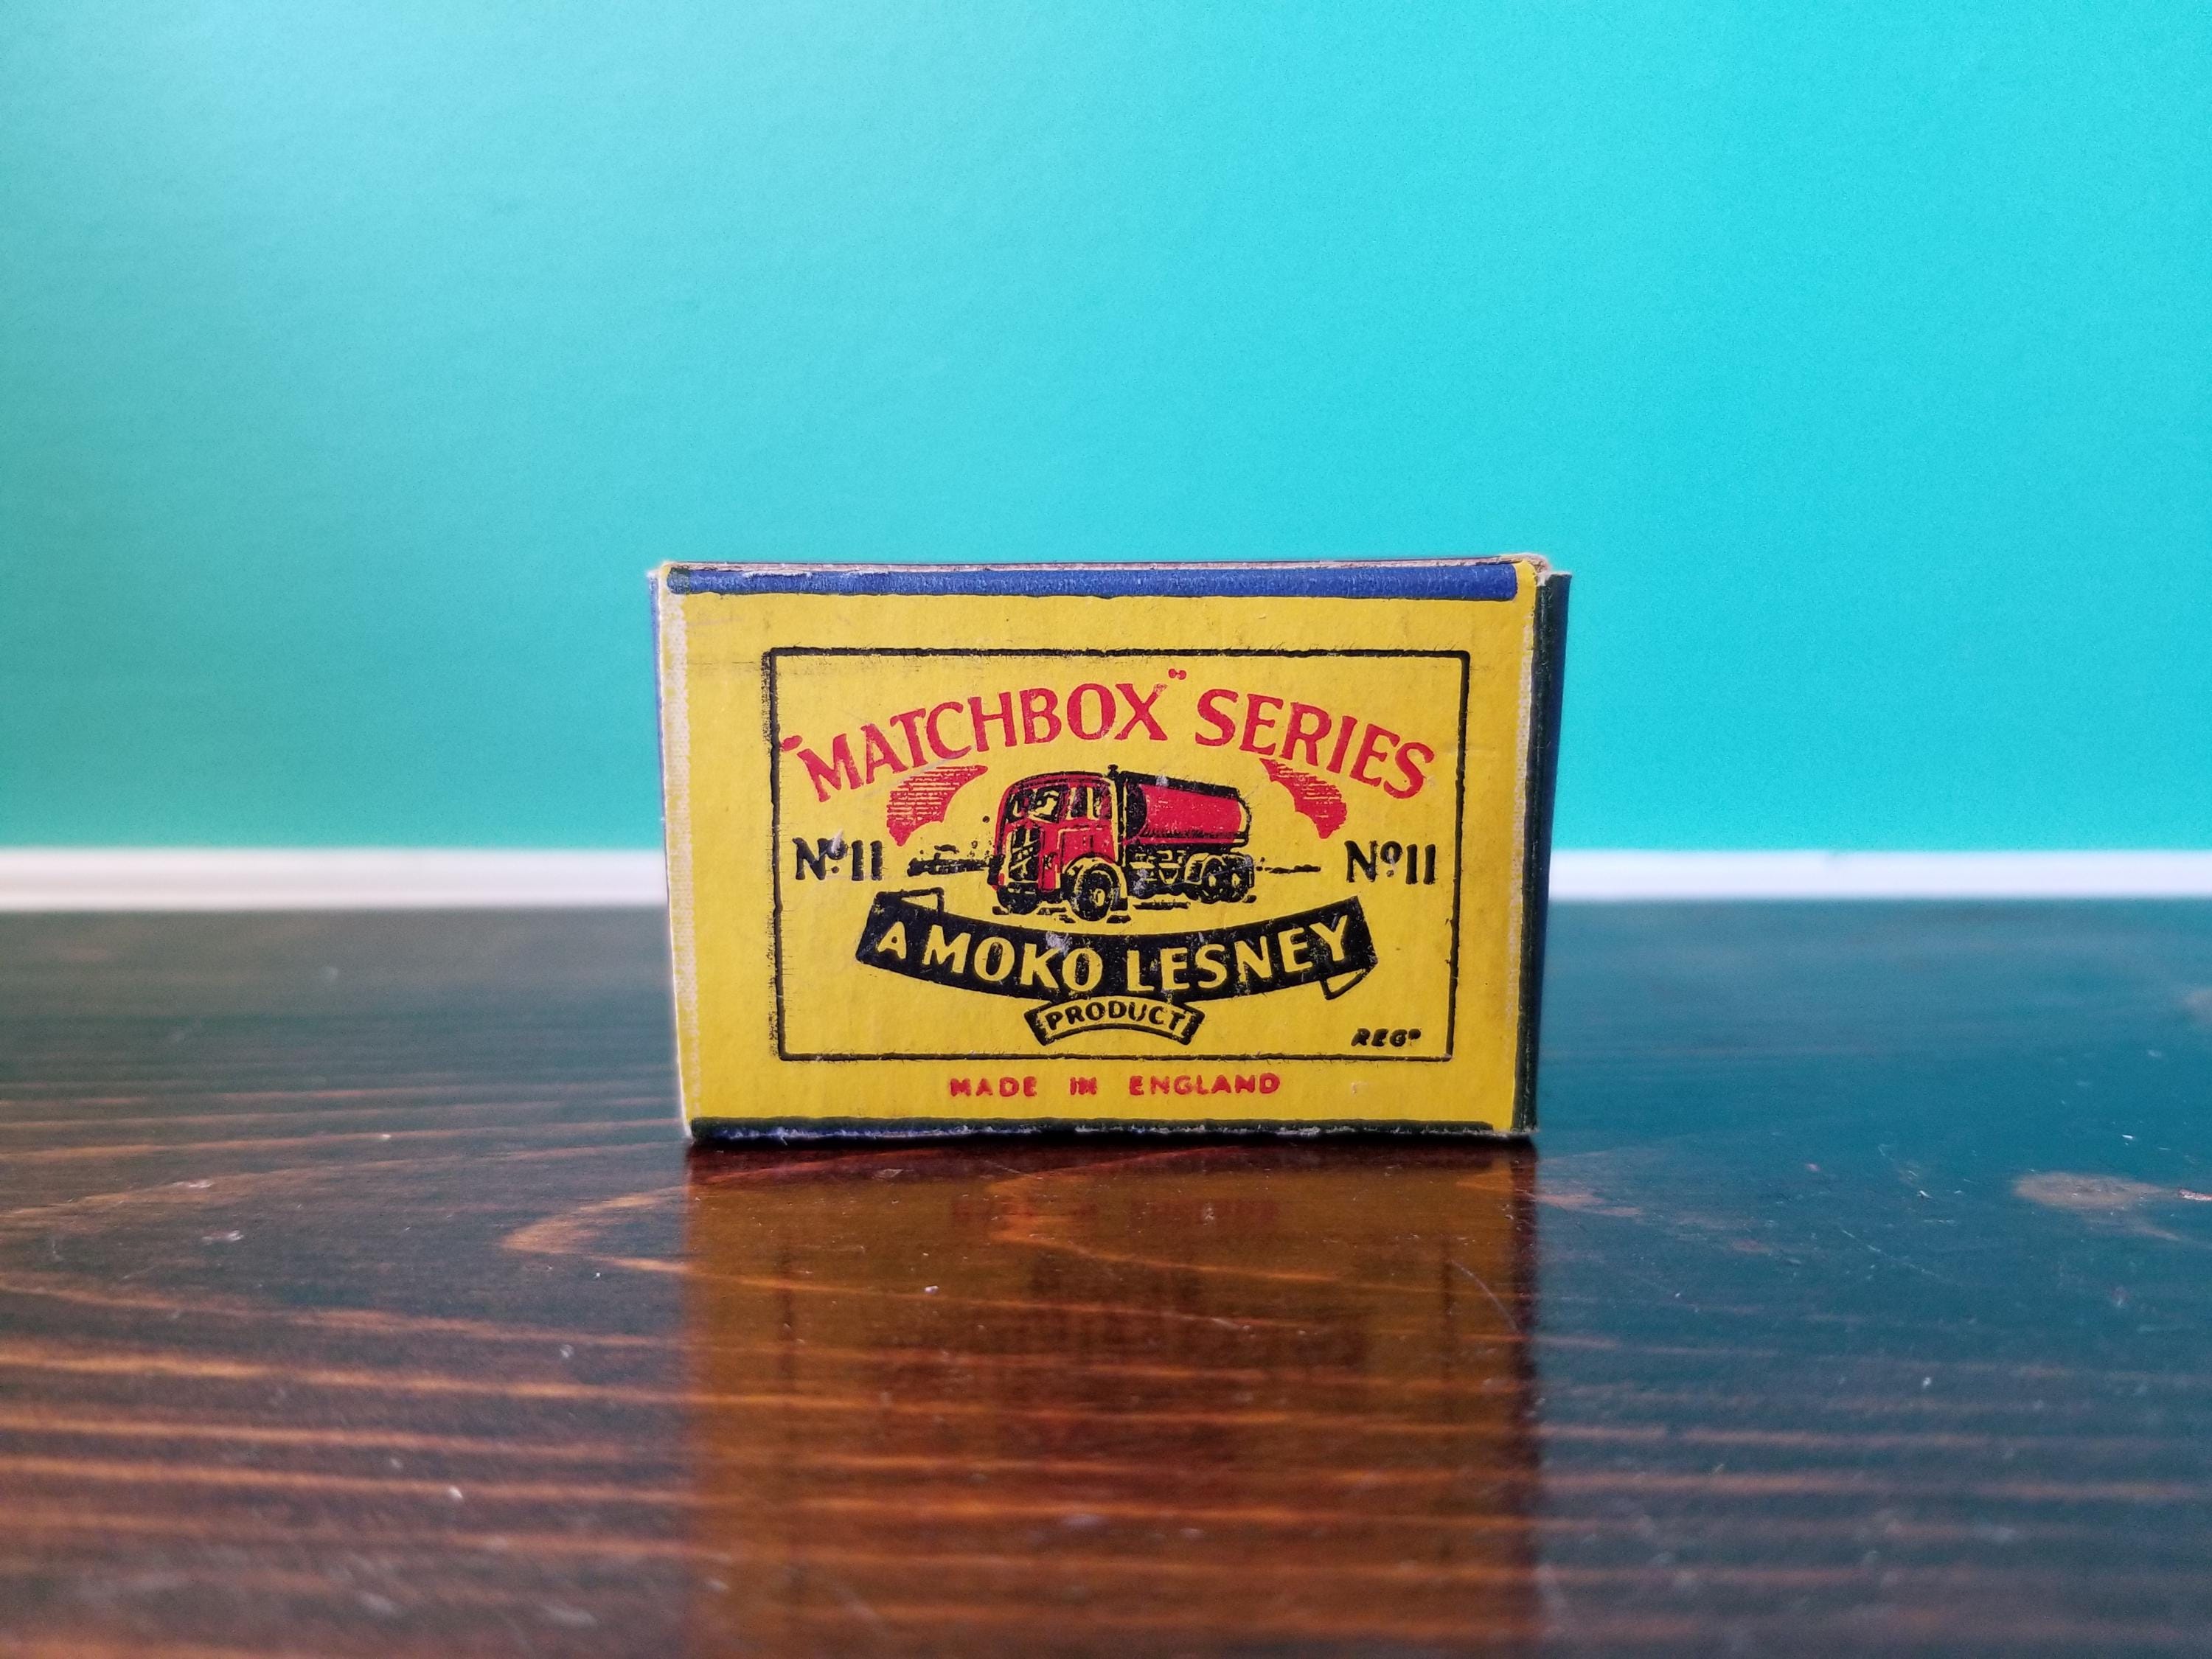 "MATCHBOX" SERIES
Nº11 Nº11
A MOKO LESNEY
PRODUCT
REGD
MADE IN ENGLAND